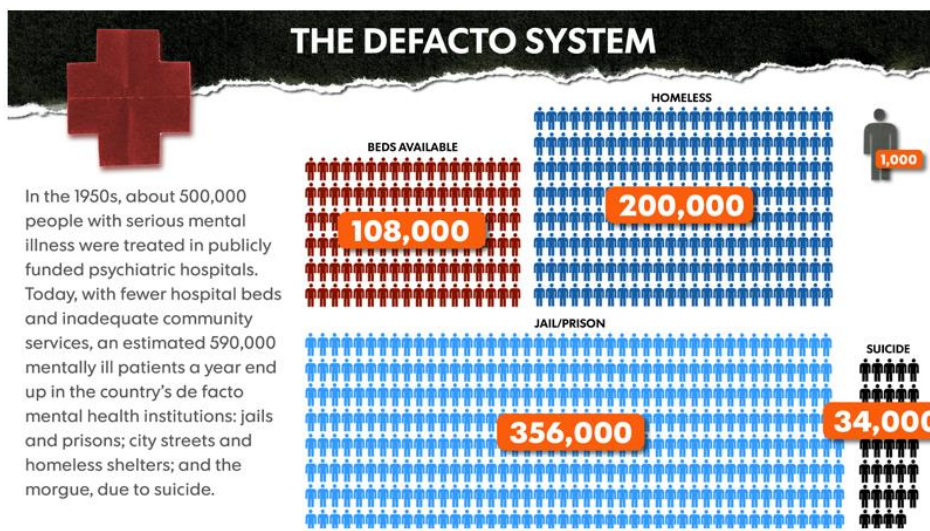 THE DEFACTO SYSTEM
In the 1950s, about 500,000
people with serious mental
illness were treated in publicly
funded psychiatric hospitals.
Today, with fewer hospital beds
and inadequate community
services, an estimated 590,000
mentally ill patients a year end
up in the country's de facto
mental health institutions: jails
and prisons; city streets and
homeless shelters; and the
morgue, due to suicide.
BEDS AVAILABLE
108,000
HOMELESS
200,000
1,000
JAIL/PRISON
356,000
SUICIDE
34,000